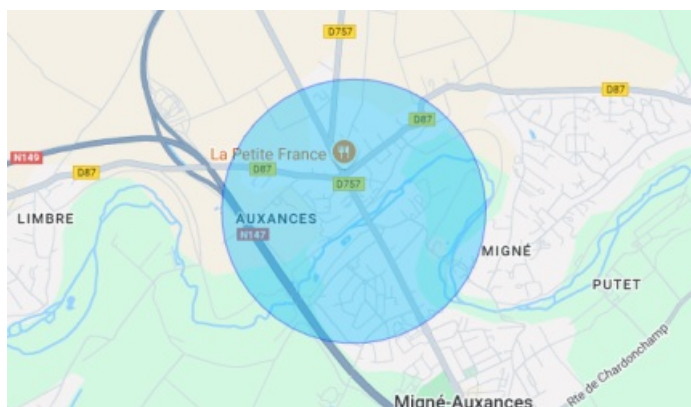 D757
D87
D87
La Petite France
N149
D87
D87
D757
LIMBRE
AUXANCES
N147
MIGNÉ
PUTET
Rte de Chardonchamp
Migné-Auxances